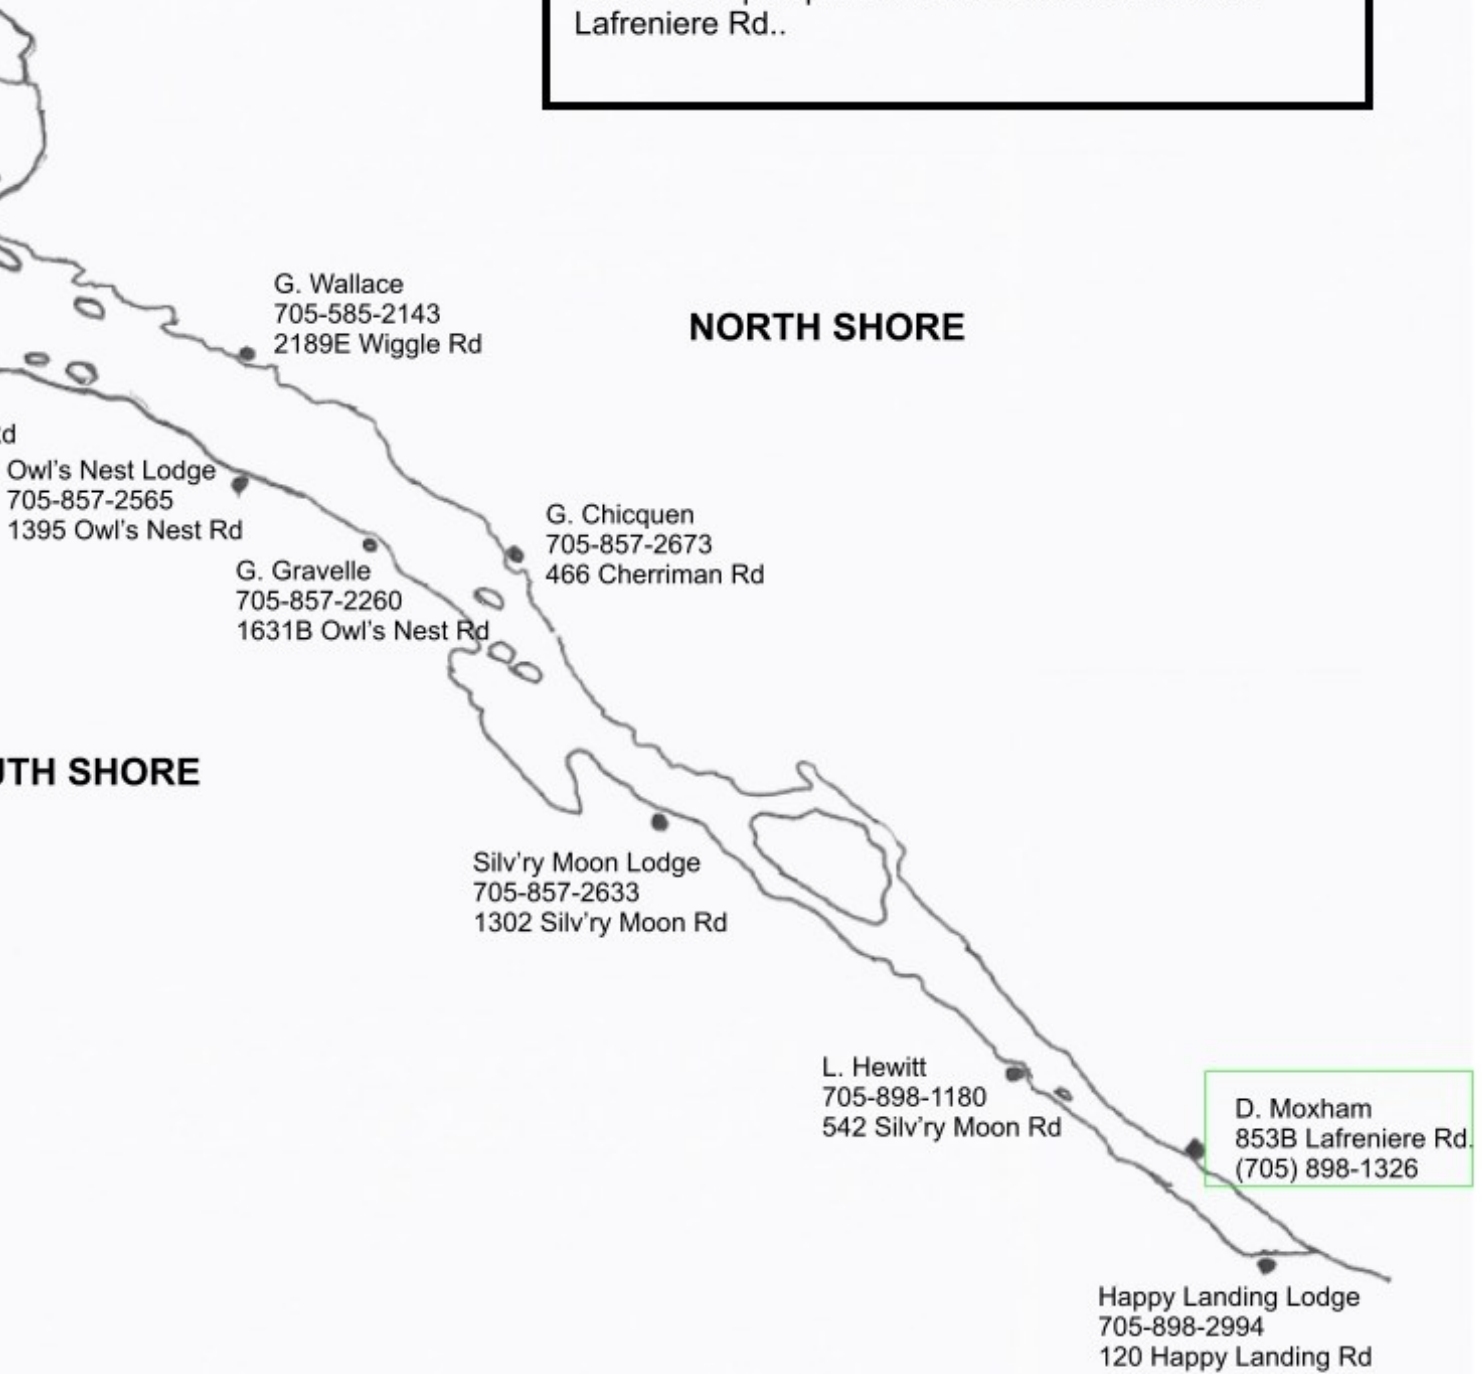 Lafreniere Rd..
G. Wallace
705-585-2143
2189E Wiggle Rd
NORTH SHORE
Owl's Nest Lodge
705-857-2565
1395 Owl's Nest Rd
G. Chicquen
705-857-2673
466 Cherriman Rd
G. Gravelle
705-857-2260
1631B Owl's Nest Rd
SHORE
Silv'ry Moon Lodge
705-857-2633
1302 Silv'ry Moon Rd
L. Hewitt
705-898-1180
542 Silv'ry Moon Rd
D. Moxham
853B Lafreniere Rd.
(705) 898-1326
Happy Landing Lodge
705-898-2994
120 Happy Landing Rd